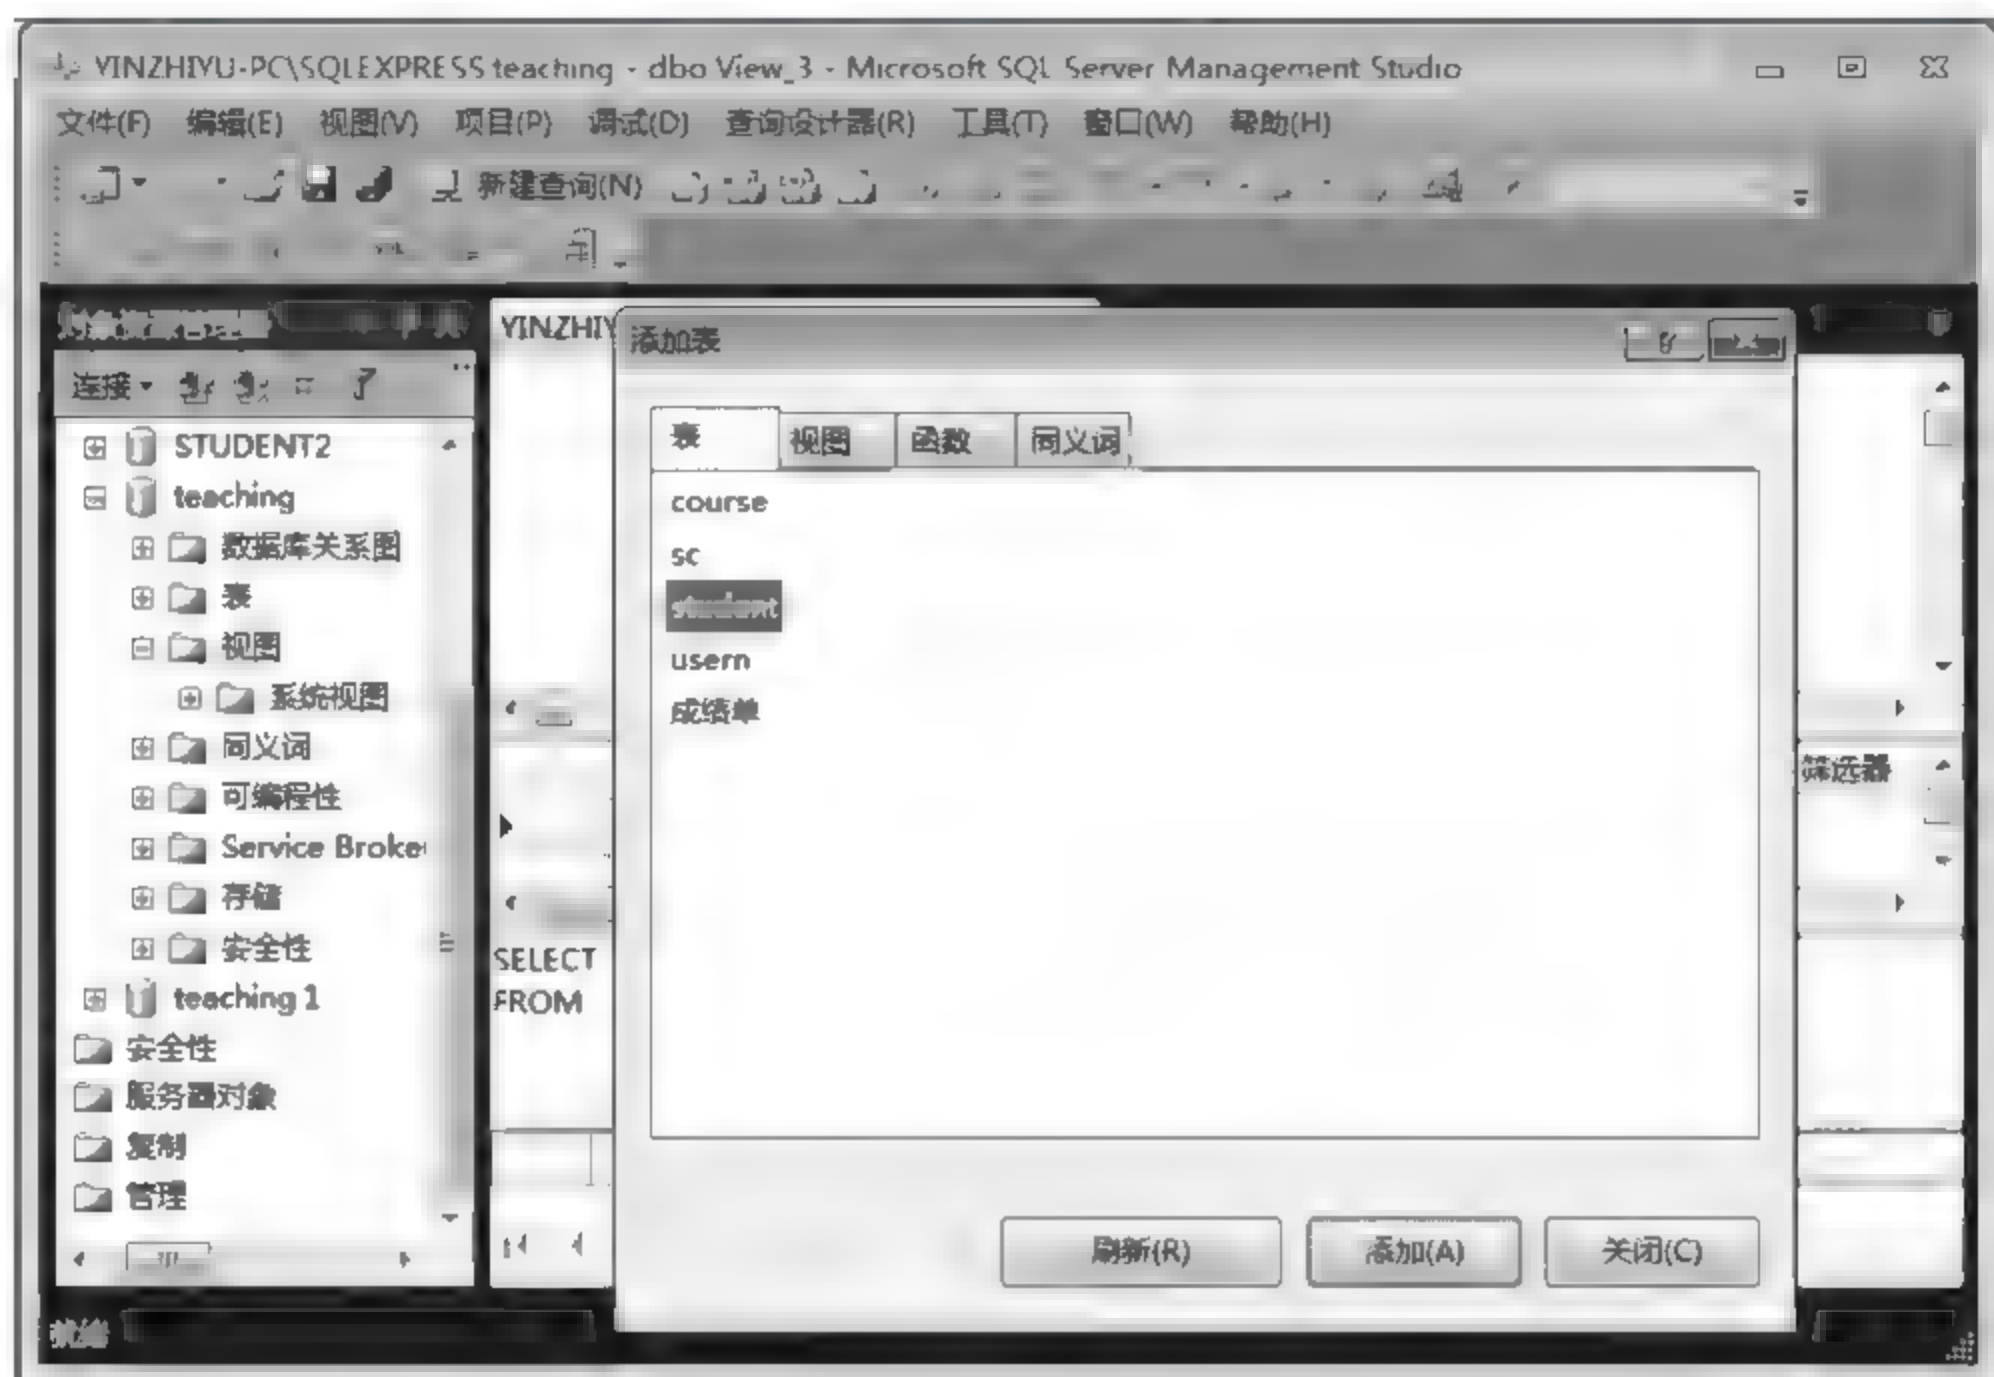 YINZHIYU-PC\SQLEXPRESS teaching - dbo View_3 - Microsoft SQL Server Management Studio
文件(F) 编辑(E) 视图(V) 项目(P) 调试(D) 查询设计器(R) 工具(T) 窗口(W) 帮助(H)
新建查询(N)
YINZHIY
连接
STUDENT2
teaching
数据库关系图
表
视图
系统视图
同义词
可编程性
Service Broke
存储
安全性
teaching 1
安全性
服务器对象
复制
管理
就绪
SELECT
FROM
添加表
表 视图 函数 同义词
course
sc
student
usern
成绩单
刷新(R) 添加(A) 关闭(C)
筛选器